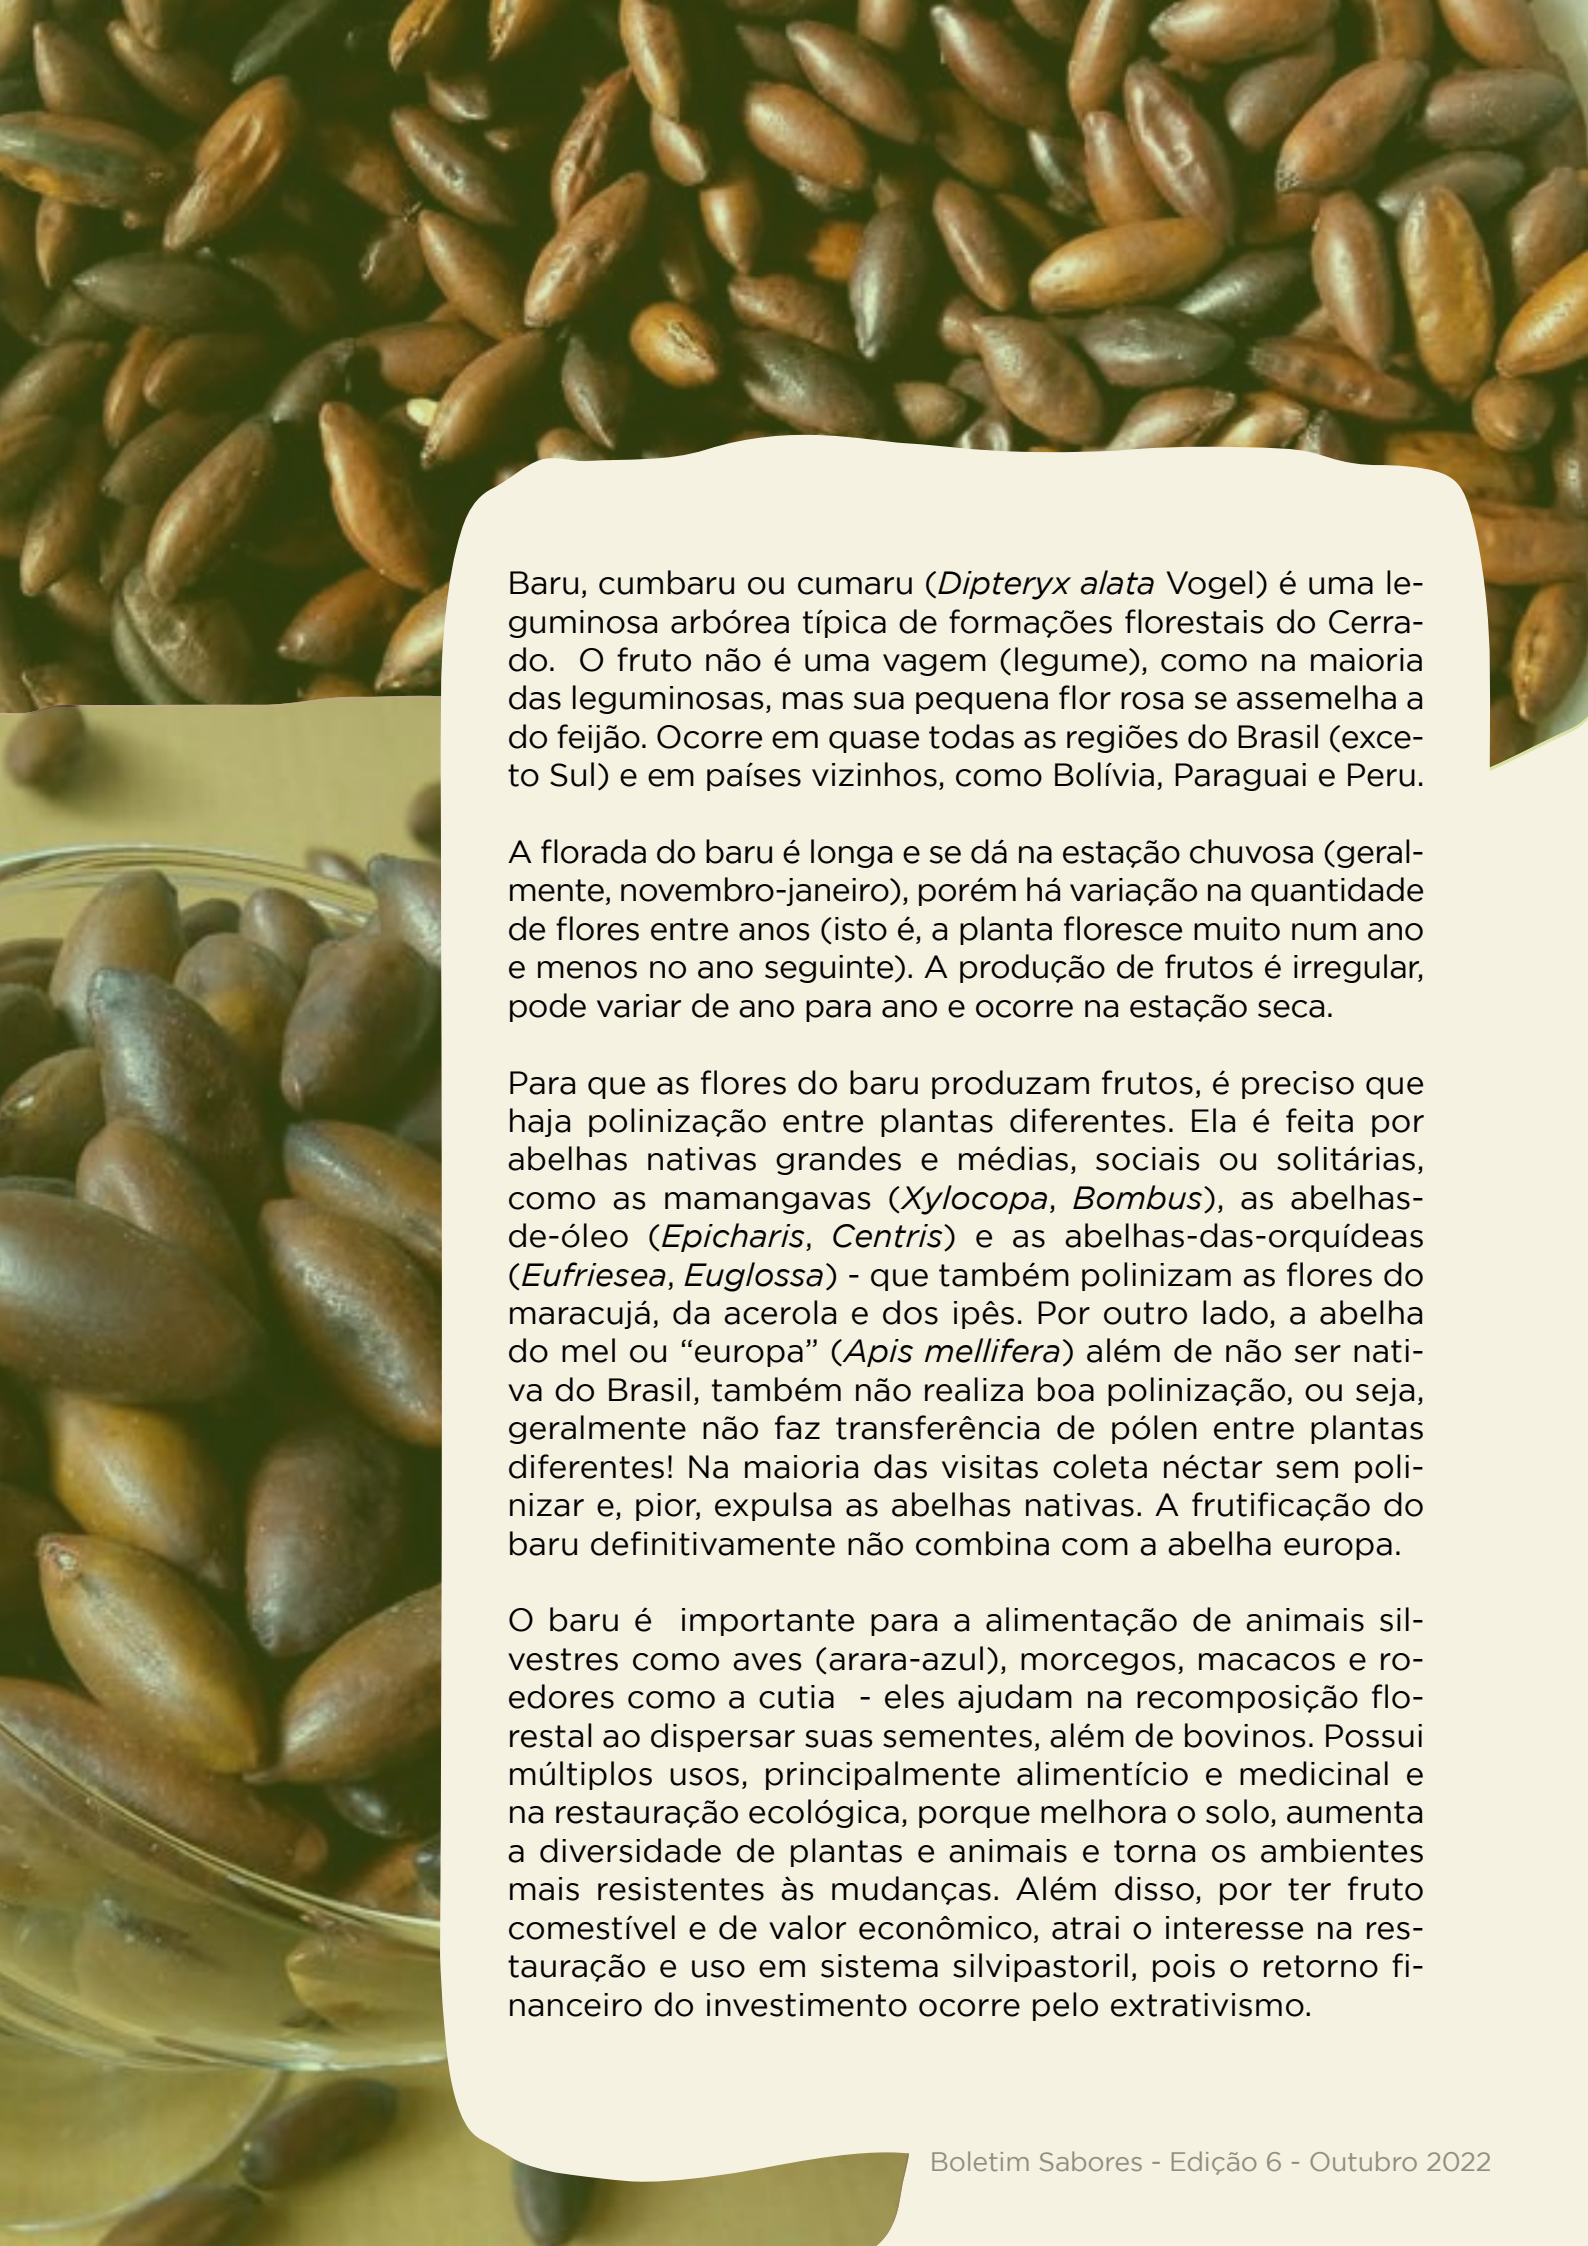 Baru, cumbaru ou cumaru (Dipteryx alata Vogel) é uma le-
guminosa arbórea típica de formações florestais do Cerra-
do.  O fruto não é uma vagem (legume), como na maioria
das leguminosas, mas sua pequena flor rosa se assemelha a
do feijão. Ocorre em quase todas as regiões do Brasil (exce-
to Sul) e em países vizinhos, como Bolívia, Paraguai e Peru.
A florada do baru é longa e se dá na estação chuvosa (geral-
mente, novembro-janeiro), porém há variação na quantidade
de flores entre anos (isto é, a planta floresce muito num ano
e menos no ano seguinte). A produção de frutos é irregular,
pode variar de ano para ano e ocorre na estação seca.
Para que as flores do baru produzam frutos, é preciso que
haja polinização entre plantas diferentes. Ela é feita por
abelhas nativas grandes e médias, sociais ou solitárias,
como as mamangavas (Xylocopa, Bombus), as abelhas-
de-óleo (Epicharis, Centris) e as abelhas-das-orquídeas
(Eufriesea, Euglossa) - que também polinizam as flores do
maracujá, da acerola e dos ipês. Por outro lado, a abelha
do mel ou “europa” (Apis mellifera) além de não ser nati-
va do Brasil, também não realiza boa polinização, ou seja,
geralmente não faz transferência de pólen entre plantas
diferentes! Na maioria das visitas coleta néctar sem poli-
nizar e, pior, expulsa as abelhas nativas. A frutificação do
baru definitivamente não combina com a abelha europa.
O baru é  importante para a alimentação de animais sil-
vestres como aves (arara-azul), morcegos, macacos e ro-
edores como a cutia  - eles ajudam na recomposição flo-
restal ao dispersar suas sementes, além de bovinos. Possui
múltiplos usos, principalmente alimentício e medicinal e
na restauração ecológica, porque melhora o solo, aumenta
a diversidade de plantas e animais e torna os ambientes
mais resistentes às mudanças. Além disso, por ter fruto
comestível e de valor econômico, atrai o interesse na res-
tauração e uso em sistema silvipastoril, pois o retorno fi-
nanceiro do investimento ocorre pelo extrativismo.
Boletim Sabores - Edição 6 - Outubro 2022